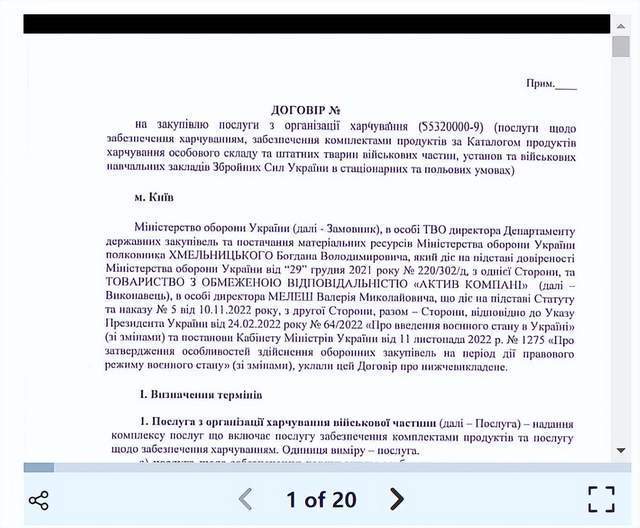 Прим.____
ДОГОВІР №
на закупівлю послуги з організації харчування (55320000-9) (послуги щодо
забезпечення харчуванням, забезпечення комплектами продуктів за Каталогом продуктів
харчування особового складу та штатних тварин військових частин, установ та військових
навчальних закладів Збройних Сил України в стаціонарних та польових умовах)
м. Київ
Міністерство оборони України (далі - Замовник), в особі ТВО директора Департаменту
державних закупівель та постачання матеріальних ресурсів Міністерства оборони України
полковника ХМЕЛЬНИЦЬКОГО Богдана Володимировича, який діє на підставі довіреності
Міністерства оборони України від “29” грудня 2021 року № 220/302/д, з однієї Сторони, та
ТОВАРИСТВО З ОБМЕЖЕНОЮ ВІДПОВІДАЛЬНІСТЮ «АКТИВ КОМПАНІ» (далі –
Виконавець), в особі директора МЕЛЕШ Валерія Миколайовича, що діє на підставі Статуту
та наказу № 5 від 10.11.2022 року, з другої Сторони, разом – Сторони, відповідно до Указу
Президента України від 24.02.2022 року № 64/2022 «Про введення воєнного стану в Україні»
(зі змінами) та постанови Кабінету Міністрів України від 11 листопада 2022 р. № 1275 «Про
затвердження особливостей здійснення оборонних закупівель на період дії правового
режиму воєнного стану» (зі змінами), уклали цей Договір про нижчевикладене.
І. Визначення термінів
1. Послуга з організації харчування військової частини (далі – Послуга) – надання
комплексу послуг що включає послугу забезпечення комплектами продуктів та послугу
щодо забезпечення харчуванням. Одиниця виміру – послуга.
1 of 20